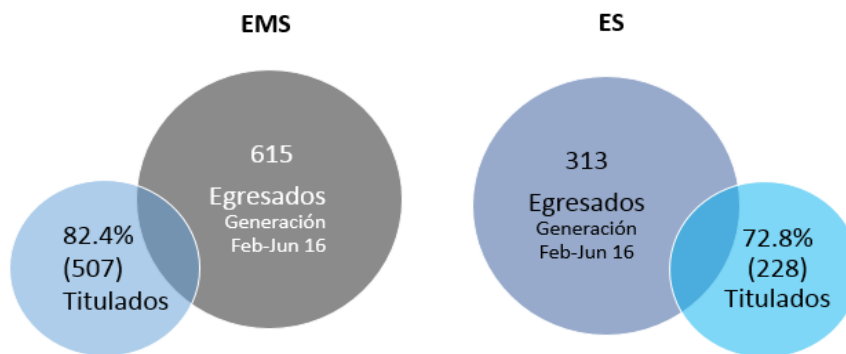 EMS
615
Egresados
Generación
Feb-Jun 16
82.4%
(507)
Titulados
ES
313
Egresados
Generación
Feb-Jun 16
72.8%
(228)
Titulados